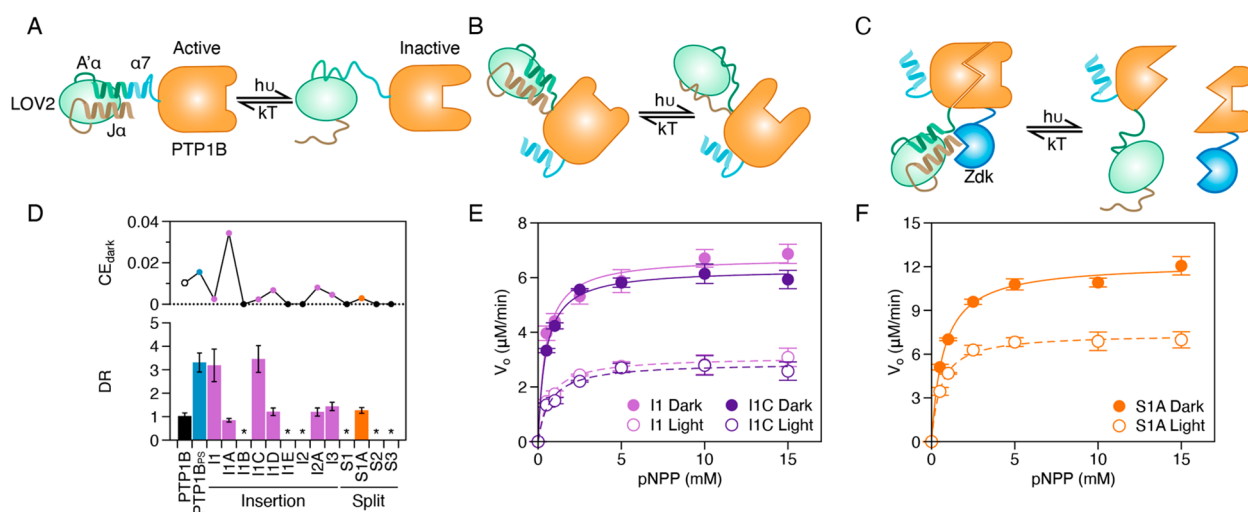 A
A'α
α7
Active
Inactive
LOV2
Jα
PTP1B
hυ
kT
B
hυ
kT
C
hυ
kT
Zdk
D
CEdark
0.04
0.02
0
DR
5
4
3
2
1
0
* * * * * *
PTP1B
PTP1BPS
I1
I1A
I1B
I1C
I1D
I1E
I2
I2A
I3
S1
S1A
S2
S3
Insertion
Split
E
Vo (μM/min)
8
6
4
2
0
0 5 10 15
pNPP (mM)
I1 Dark
I1C Dark
I1 Light
I1C Light
F
Vo (μM/min)
15
12
9
6
3
0
0 5 10 15
pNPP (mM)
S1A Dark
S1A Light